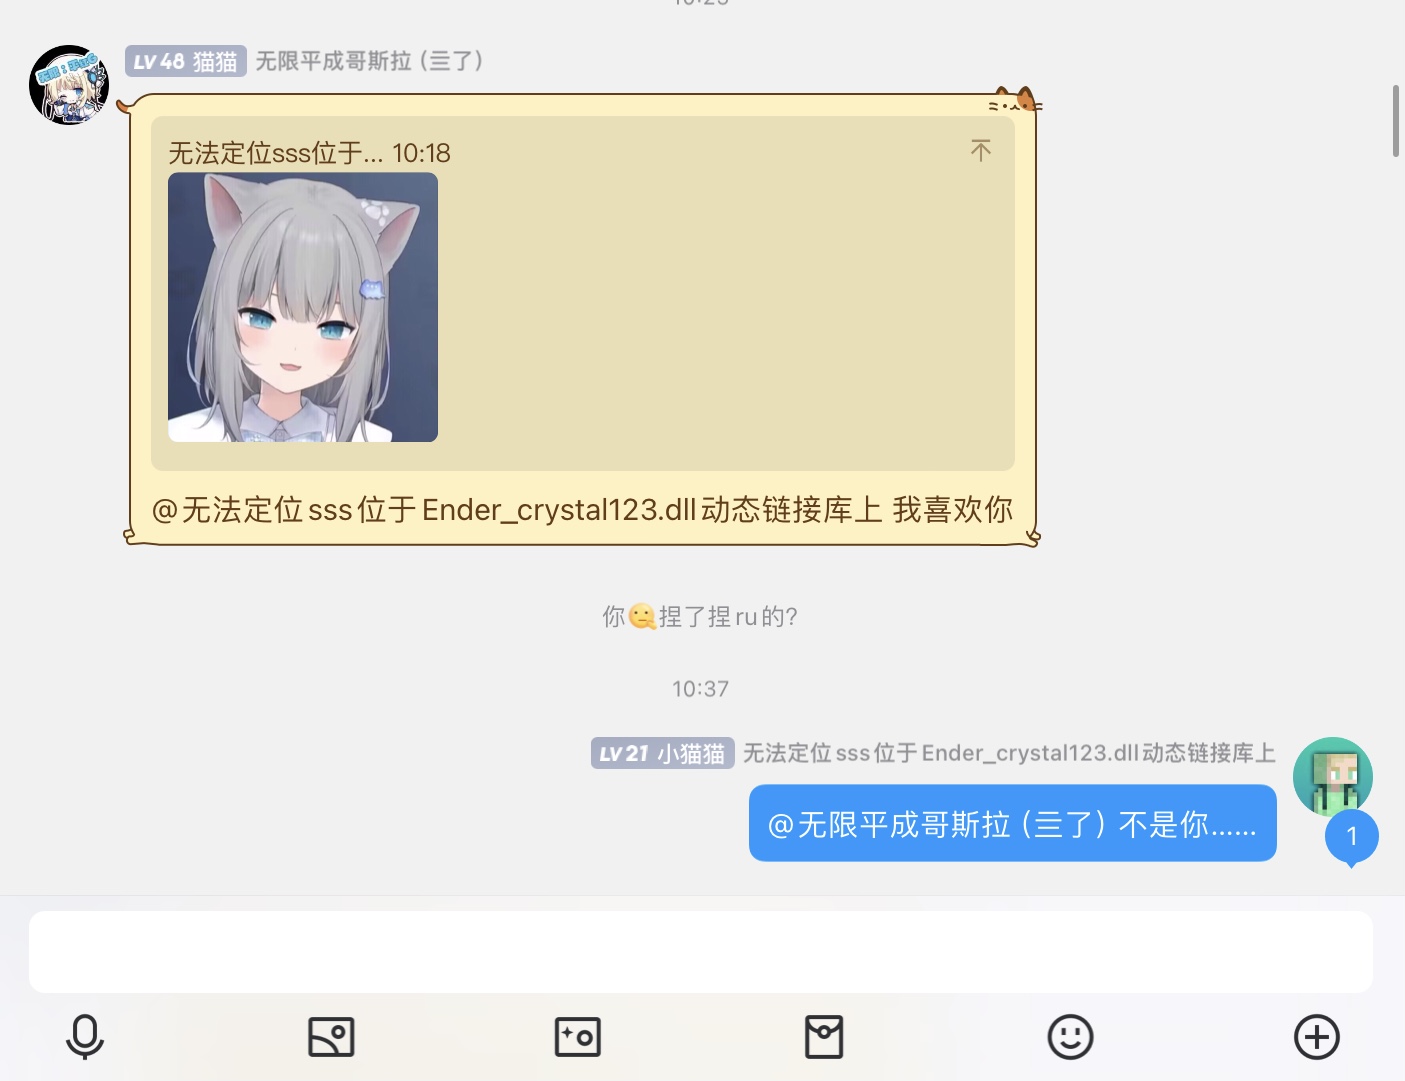 LV 48 猫猫 无限平成哥斯拉（亖了）
无法定位sss位于... 10:18
@无法定位sss位于Ender_crystal123.dll动态链接库上 我喜欢你
你🫡捏了捏ru的?
10:37
LV 21 小猫猫 无法定位sss位于Ender_crystal123.dll动态链接库上
@无限平成哥斯拉（亖了）不是你......
1